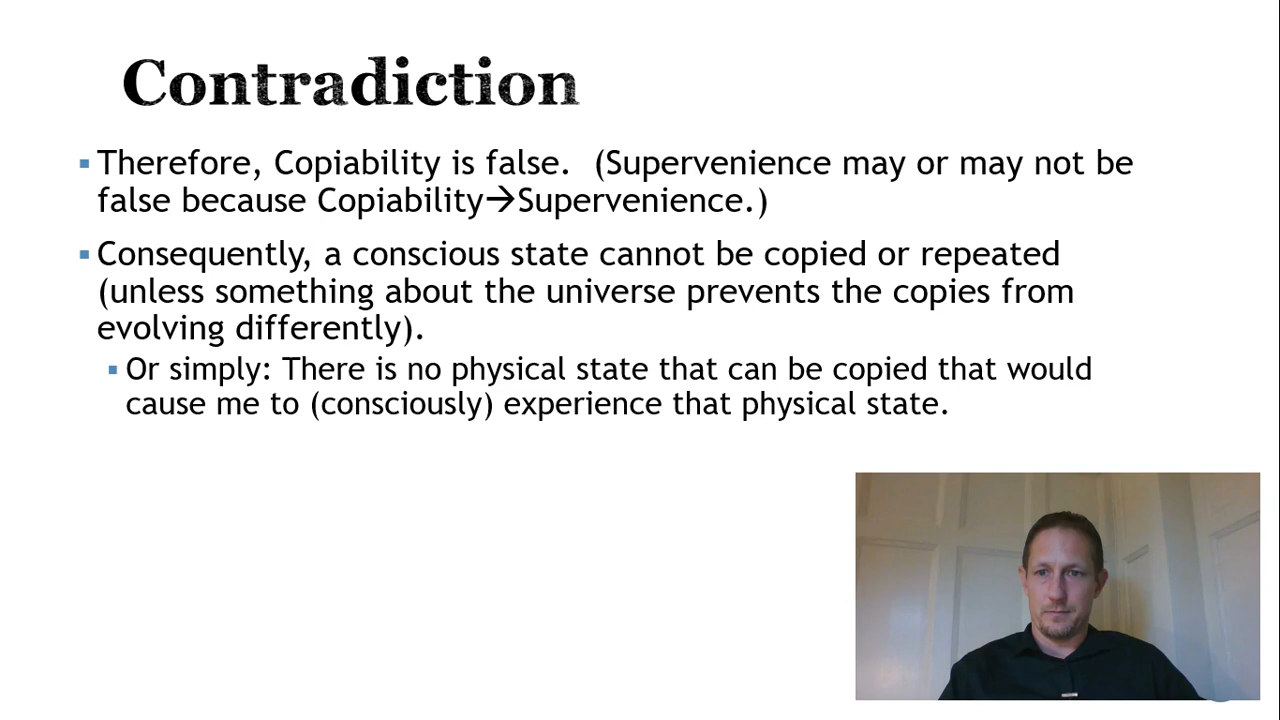 Contradiction
Therefore, Copiability is false.  (Supervenience may or may not be
false because Copiability→Supervenience.)
Consequently, a conscious state cannot be copied or repeated
(unless something about the universe prevents the copies from
evolving differently).
Or simply: There is no physical state that can be copied that would
cause me to (consciously) experience that physical state.